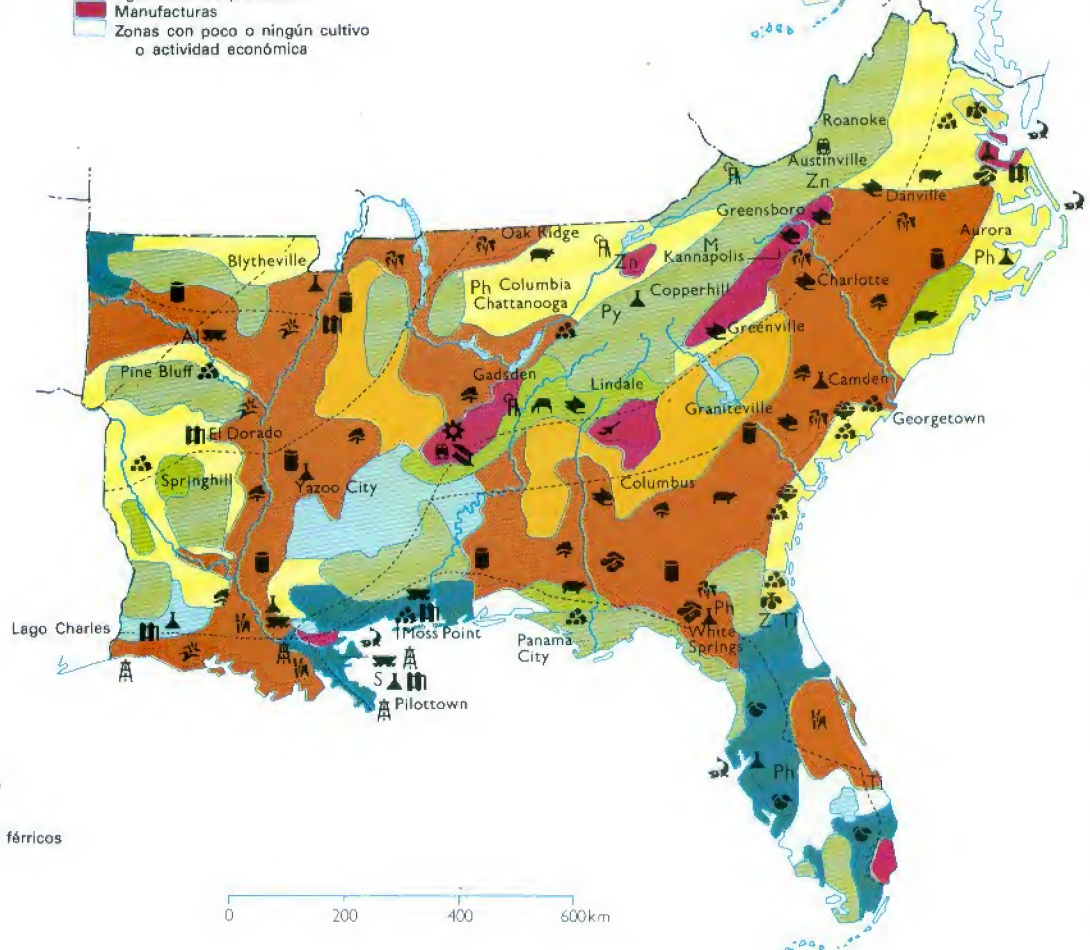 Manufacturas
Zonas con poco o ningún cultivo
o actividad económica
Roanoke
Austinville
Zn
Danville
Greensboro
Aurora
Oak Ridge
M
Zn
Kannapolis
Ph
Blytheville
Ph Columbia
Charlotte
Copperhill
Chattanooga
Py
Greenville
Al
Pine Bluff
Gadsden
Lindale
Camden
Graniteville
Georgetown
El Dorado
Springhill
Yazoo City
Columbus
Ph
Z Ti
Lago Charles
Moss Point
Panama
City
White
Springs
S
Pilottown
Ph
Ti
férricos
0
200
400
600km